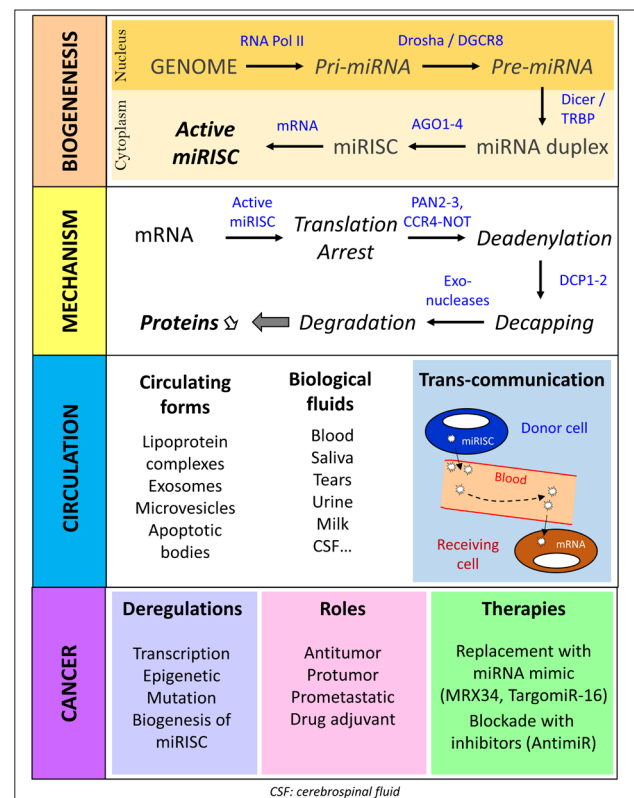 BIOGENENESIS
Nucleus
RNA Pol II
Drosha / DGCR8
GENOME
Pri-miRNA
Pre-miRNA
Cytoplasm
Dicer /
TRBP
Active
miRISC
mRNA
miRISC
AGO1-4
miRNA duplex
MECHANISM
mRNA
Active
miRISC
Translation
Arrest
PAN2-3,
CCR4-NOT
Deadenylation
DCP1-2
Proteins
Degradation
Exo-
nucleases
Decapping
CIRCULATION
Circulating
forms
Lipoprotein
complexes
Exosomes
Microvesicles
Apoptotic
bodies
Biological
fluids
Blood
Saliva
Tears
Urine
Milk
CSF...
Trans-communication
miRISC
Donor cell
Blood
Receiving
cell
mRNA
CANCER
Deregulations
Transcription
Epigenetic
Mutation
Biogenesis of
miRISC
Roles
Antitumor
Protumor
Prometastatic
Drug adjuvant
Therapies
Replacement with
miRNA mimic
(MRX34, TargomiR-16)
Blockade with
inhibitors (AntimiR)
CSF: cerebrospinal fluid